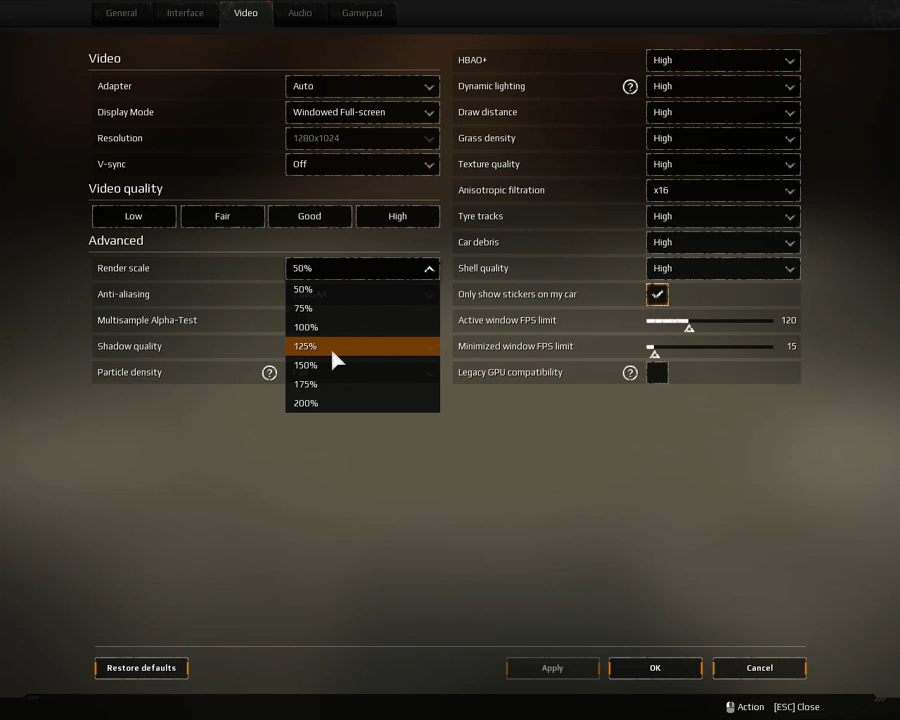 General Interface Video Audio Gamepad
Video
Adapter Auto
Display Mode Windowed Full-screen
Resolution 1280x1024
V-sync Off
Video quality
Low Fair Good High
Advanced
Render scale 50%
50%
75%
100%
125%
150%
175%
200%
Anti-aliasing
Multisample Alpha-Test
Shadow quality
Particle density ?
HBAO+ High
Dynamic lighting ? High
Draw distance High
Grass density High
Texture quality High
Anisotropic filtration x16
Tyre tracks High
Car debris High
Shell quality High
Only show stickers on my car
Active window FPS limit 120
Minimized window FPS limit 15
Legacy GPU compatibility ?
Restore defaults Apply OK Cancel
Action [ESC] Close